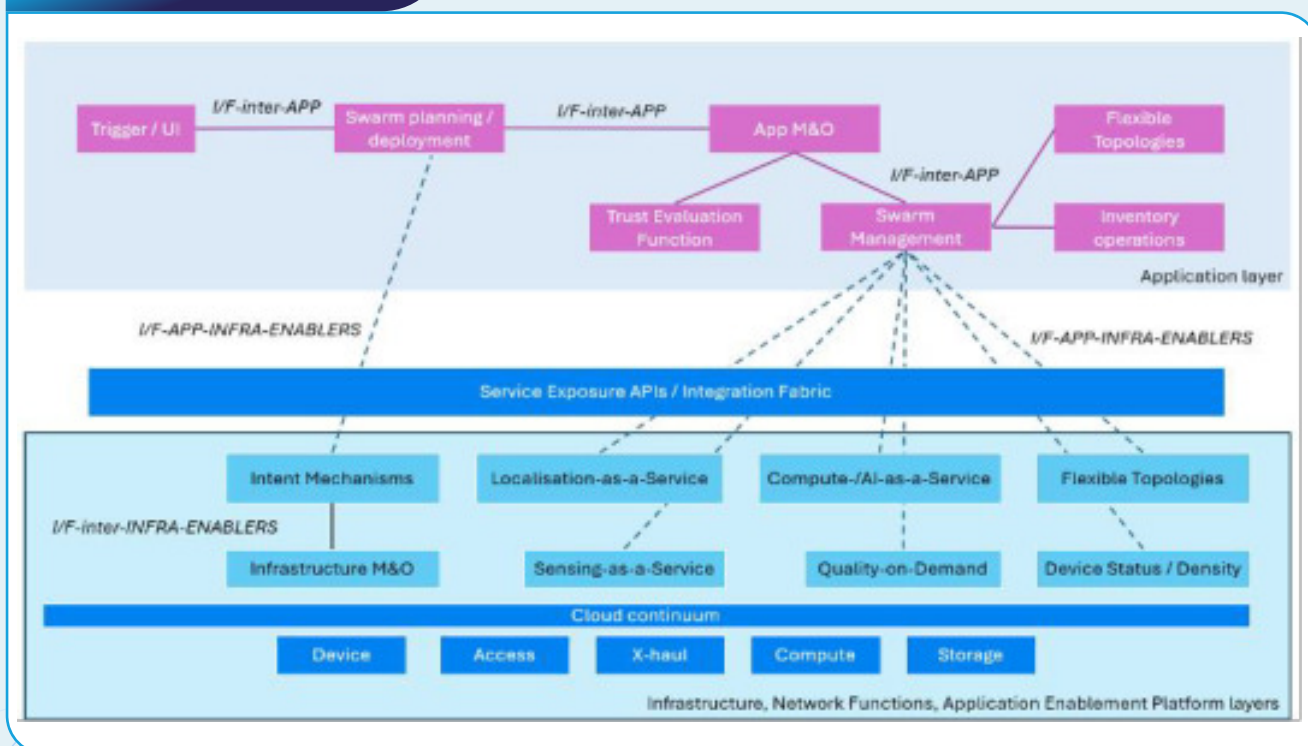 I/F-inter-APP
I/F-inter-APP
Trigger / UI
Swarm planning /
deployment
App M&O
Flexible
Topologies
I/F-inter-APP
Trust Evaluation
Function
Swarm
Management
Inventory
operations
Application layer
I/F-APP-INFRA-ENABLERS
I/F-APP-INFRA-ENABLERS
Service Exposure APIs / Integration Fabric
Intent Mechanisms
Localisation-as-a-Service
Compute-/AI-as-a-Service
Flexible Topologies
I/F-inter-INFRA-ENABLERS
Infrastructure M&O
Sensing-as-a-Service
Quality-on-Demand
Device Status / Density
Cloud continuum
Device
Access
X-haul
Compute
Storage
Infrastructure, Network Functions, Application Enablement Platform layers